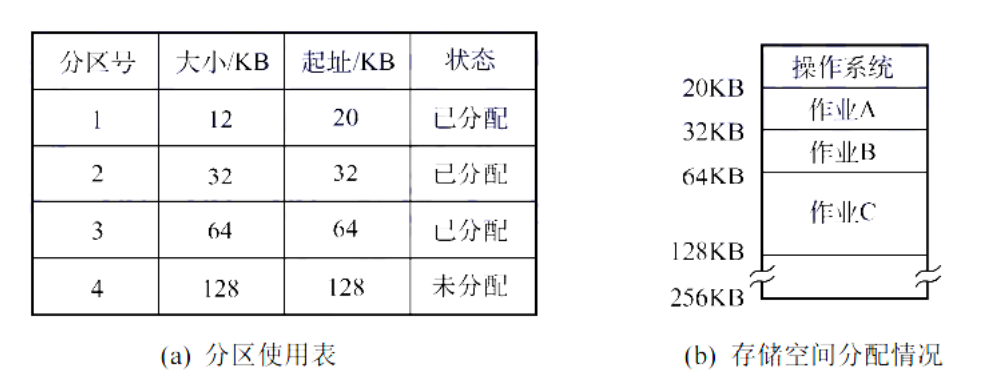 分区号 大小/KB 起址/KB 状态
1 12 20 已分配
2 32 32 已分配
3 64 64 已分配
4 128 128 未分配
(a) 分区使用表
操作系统
20KB
作业A
32KB
作业B
64KB
作业C
128KB
256KB
(b) 存储空间分配情况